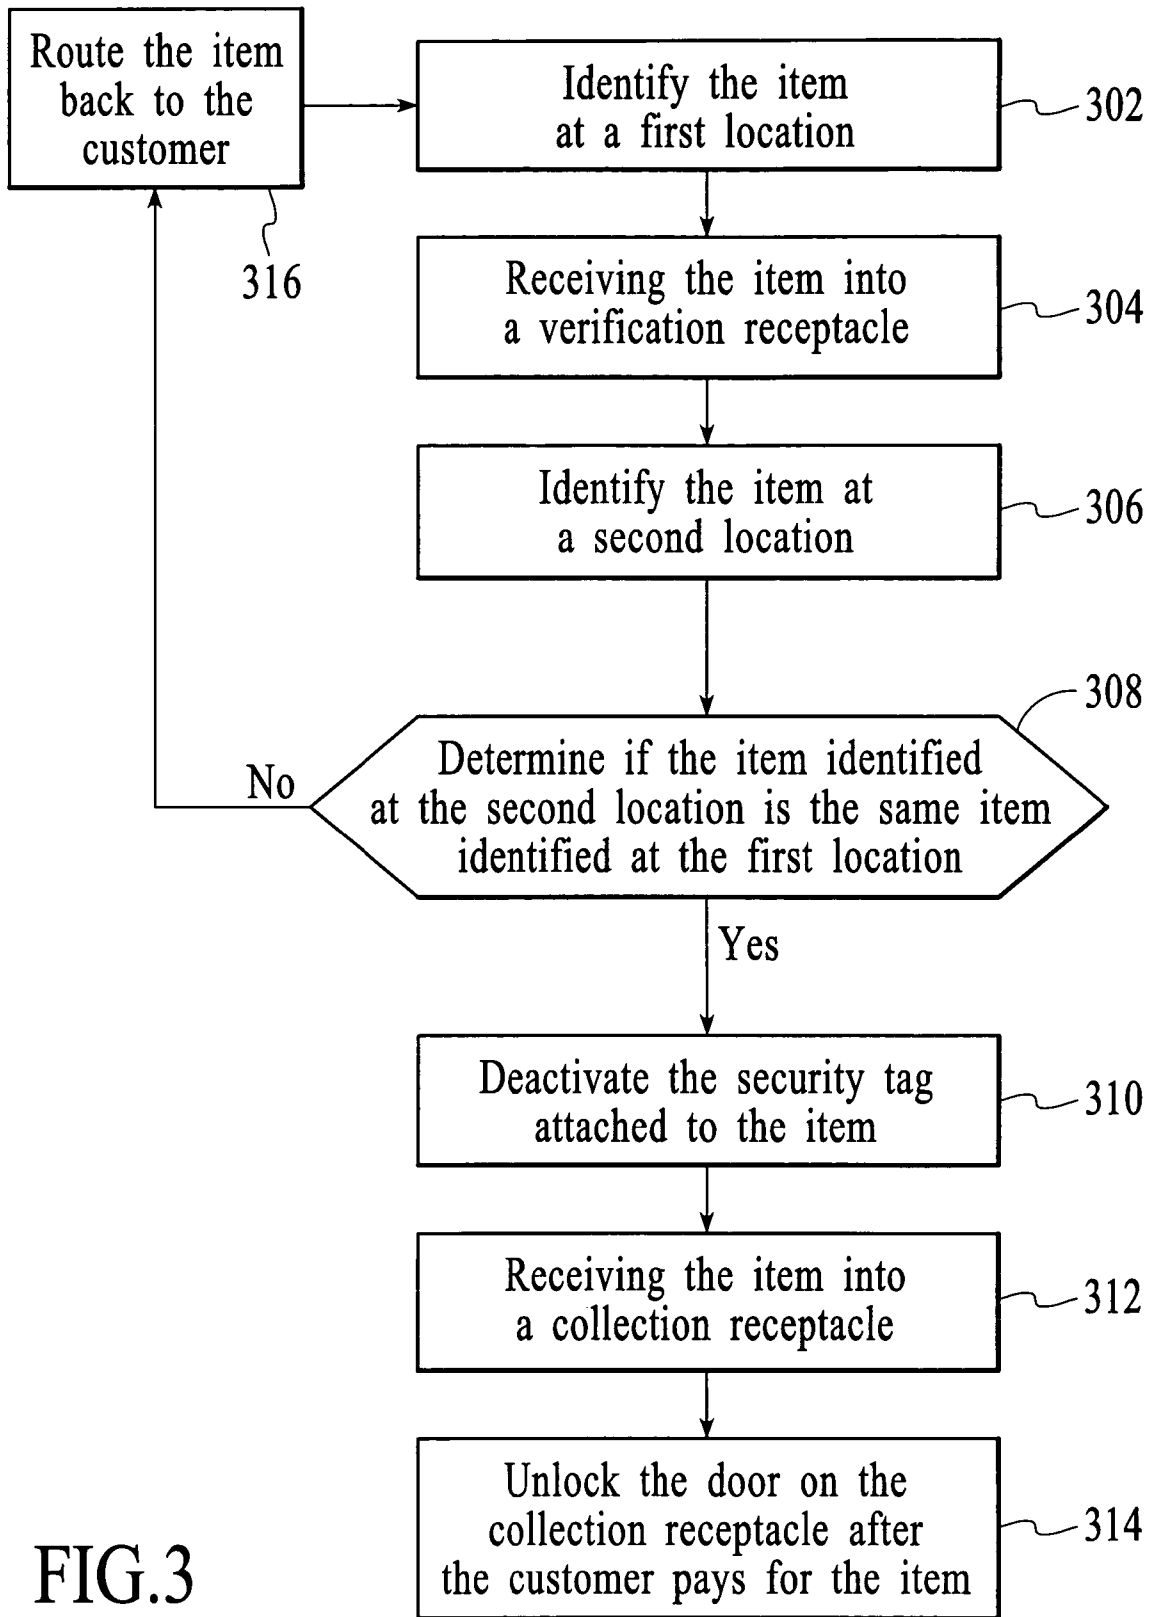 Route the item
back to the
customer
316
Identify the item
at a first location
302
Receiving the item into
a verification receptacle
304
Identify the item at
a second location
306
308
Determine if the item identified
at the second location is the same item
identified at the first location
No
Yes
Deactivate the security tag
attached to the item
310
Receiving the item into
a collection receptacle
312
Unlock the door on the
collection receptacle after
the customer pays for the item
314
FIG.3